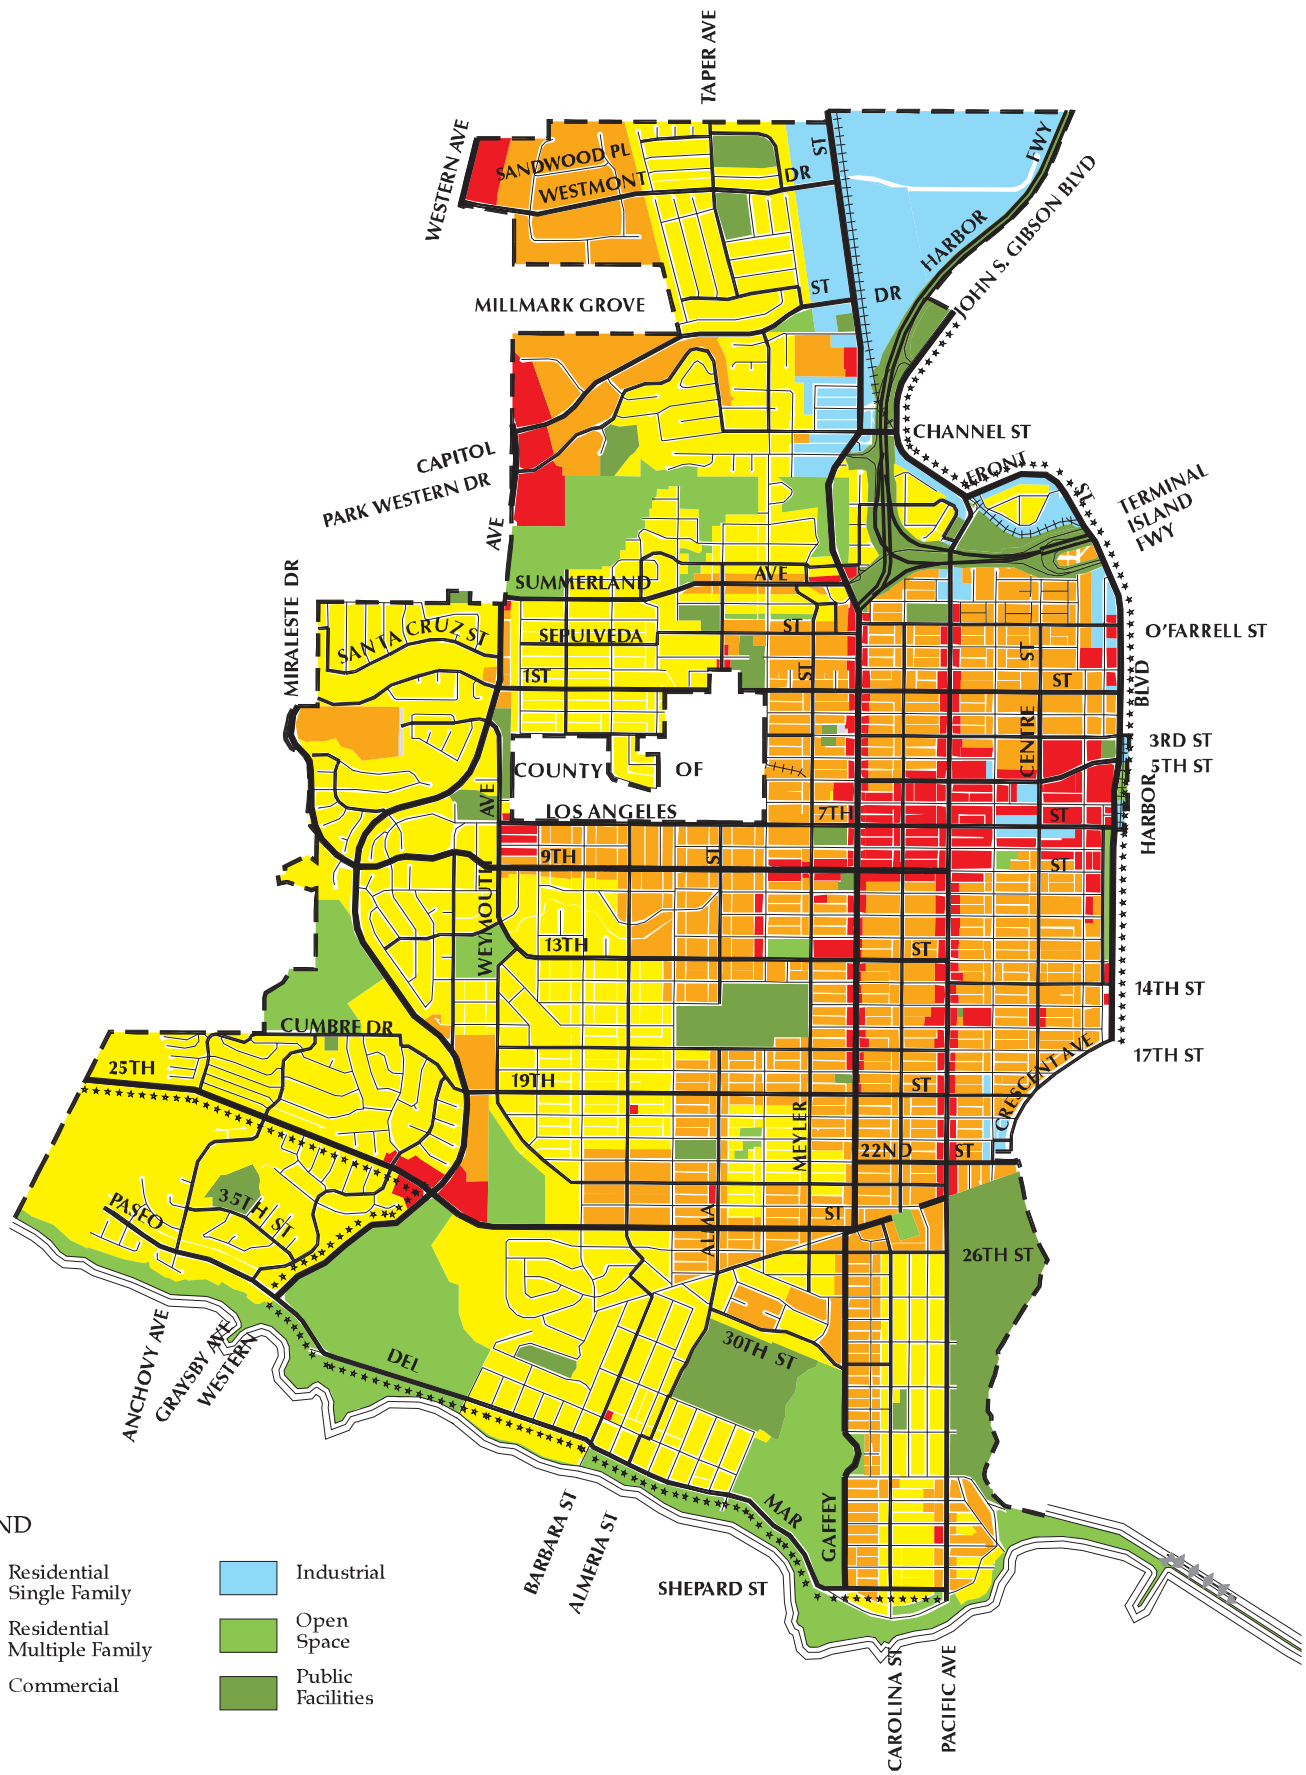 TAPER AVE
WESTERN AVE
SANDWOOD PL
WESTMONT
DR
ST
FWY
HARBOR
JOHN S. GIBSON BLVD
MILLMARK GROVE
ST
DR
CHANNEL ST
CAPITOL
FRONT
ST
PARK WESTERN DR
TERMINAL
ISLAND
FWY
AVE
SUMMERLAND
AVE
MIRALESTE DR
SANTA CRUZ ST
SEPULVEDA
ST
O'FARRELL ST
1ST
ST
ST
ST
BLVD
CENTRE
3RD ST
5TH ST
COUNTY
OF
LOS ANGELES
AVE
7TH
ST
HARBOR
9TH
ST
ST
WEYMOUTH
13TH
ST
14TH ST
CUMBRE DR
17TH ST
25TH
19TH
ST
CRESCENT AVE
MEYLER
22ND
ST
35TH ST
PASEO
ALMA
ST
26TH ST
30TH ST
ANCHOVY AVE
GRAYSBY AVE
WESTERN
DEL
MAR
GAFFEY
BARBARA ST
ALMERIA ST
SHEPARD ST
CAROLINA ST
PACIFIC AVE
ND
Residential
Single Family
Residential
Multiple Family
Commercial
Industrial
Open
Space
Public
Facilities